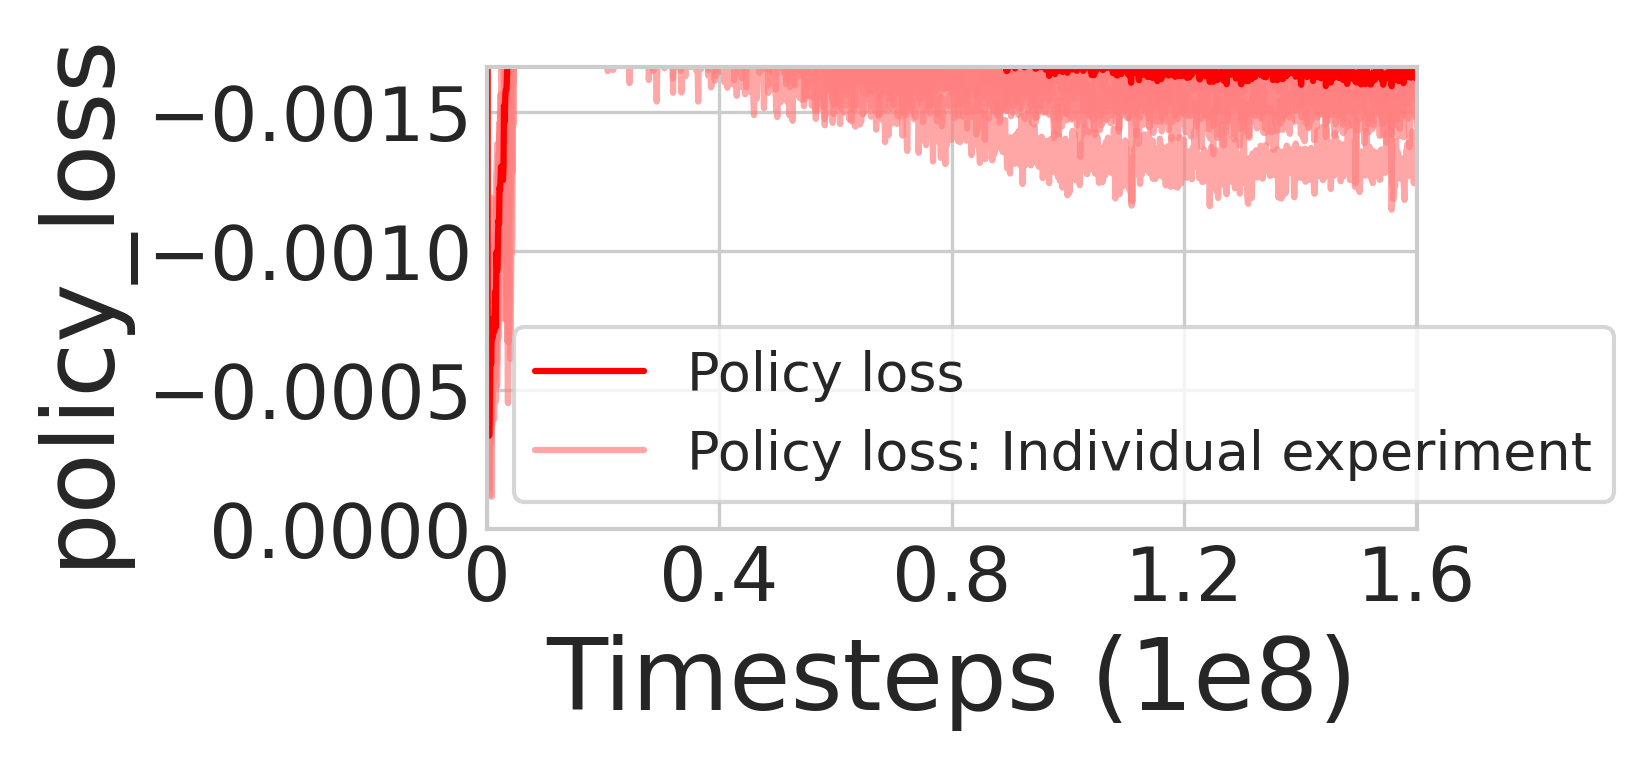 policy_loss
−0.0015
−0.0010
−0.0005
0.0000
Policy loss
Policy loss: Individual experiment
0 0.4 0.8 1.2 1.6
Timesteps (1e8)